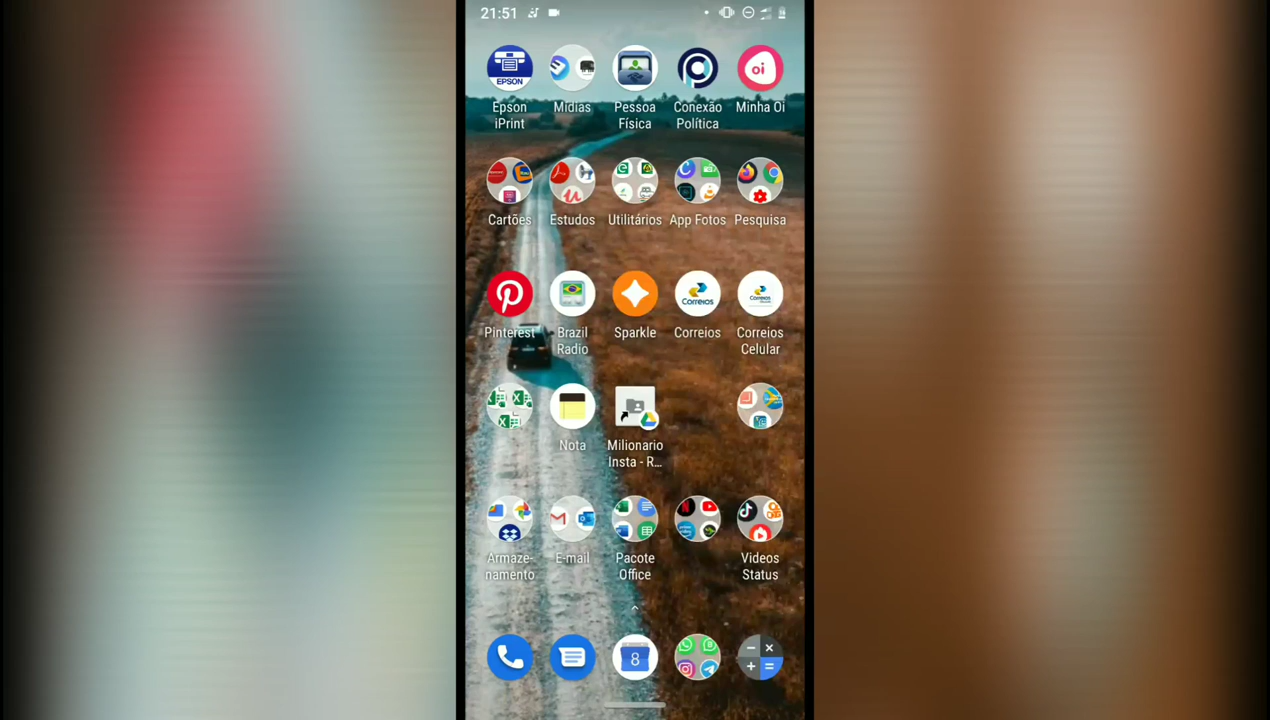 21:51
EPSON
oi
Epson iPrint
Mídias
Pessoa Física
Conexão Política
Minha Oi
Cartões
Estudos
Utilitários
App Fotos
Pesquisa
Correios
Pinterest
Brazil Radio
Sparkle
Correios
Correios Celular
Nota
Milionario Insta - R...
Armaze-namento
E-mail
Pacote Office
Videos Status
8